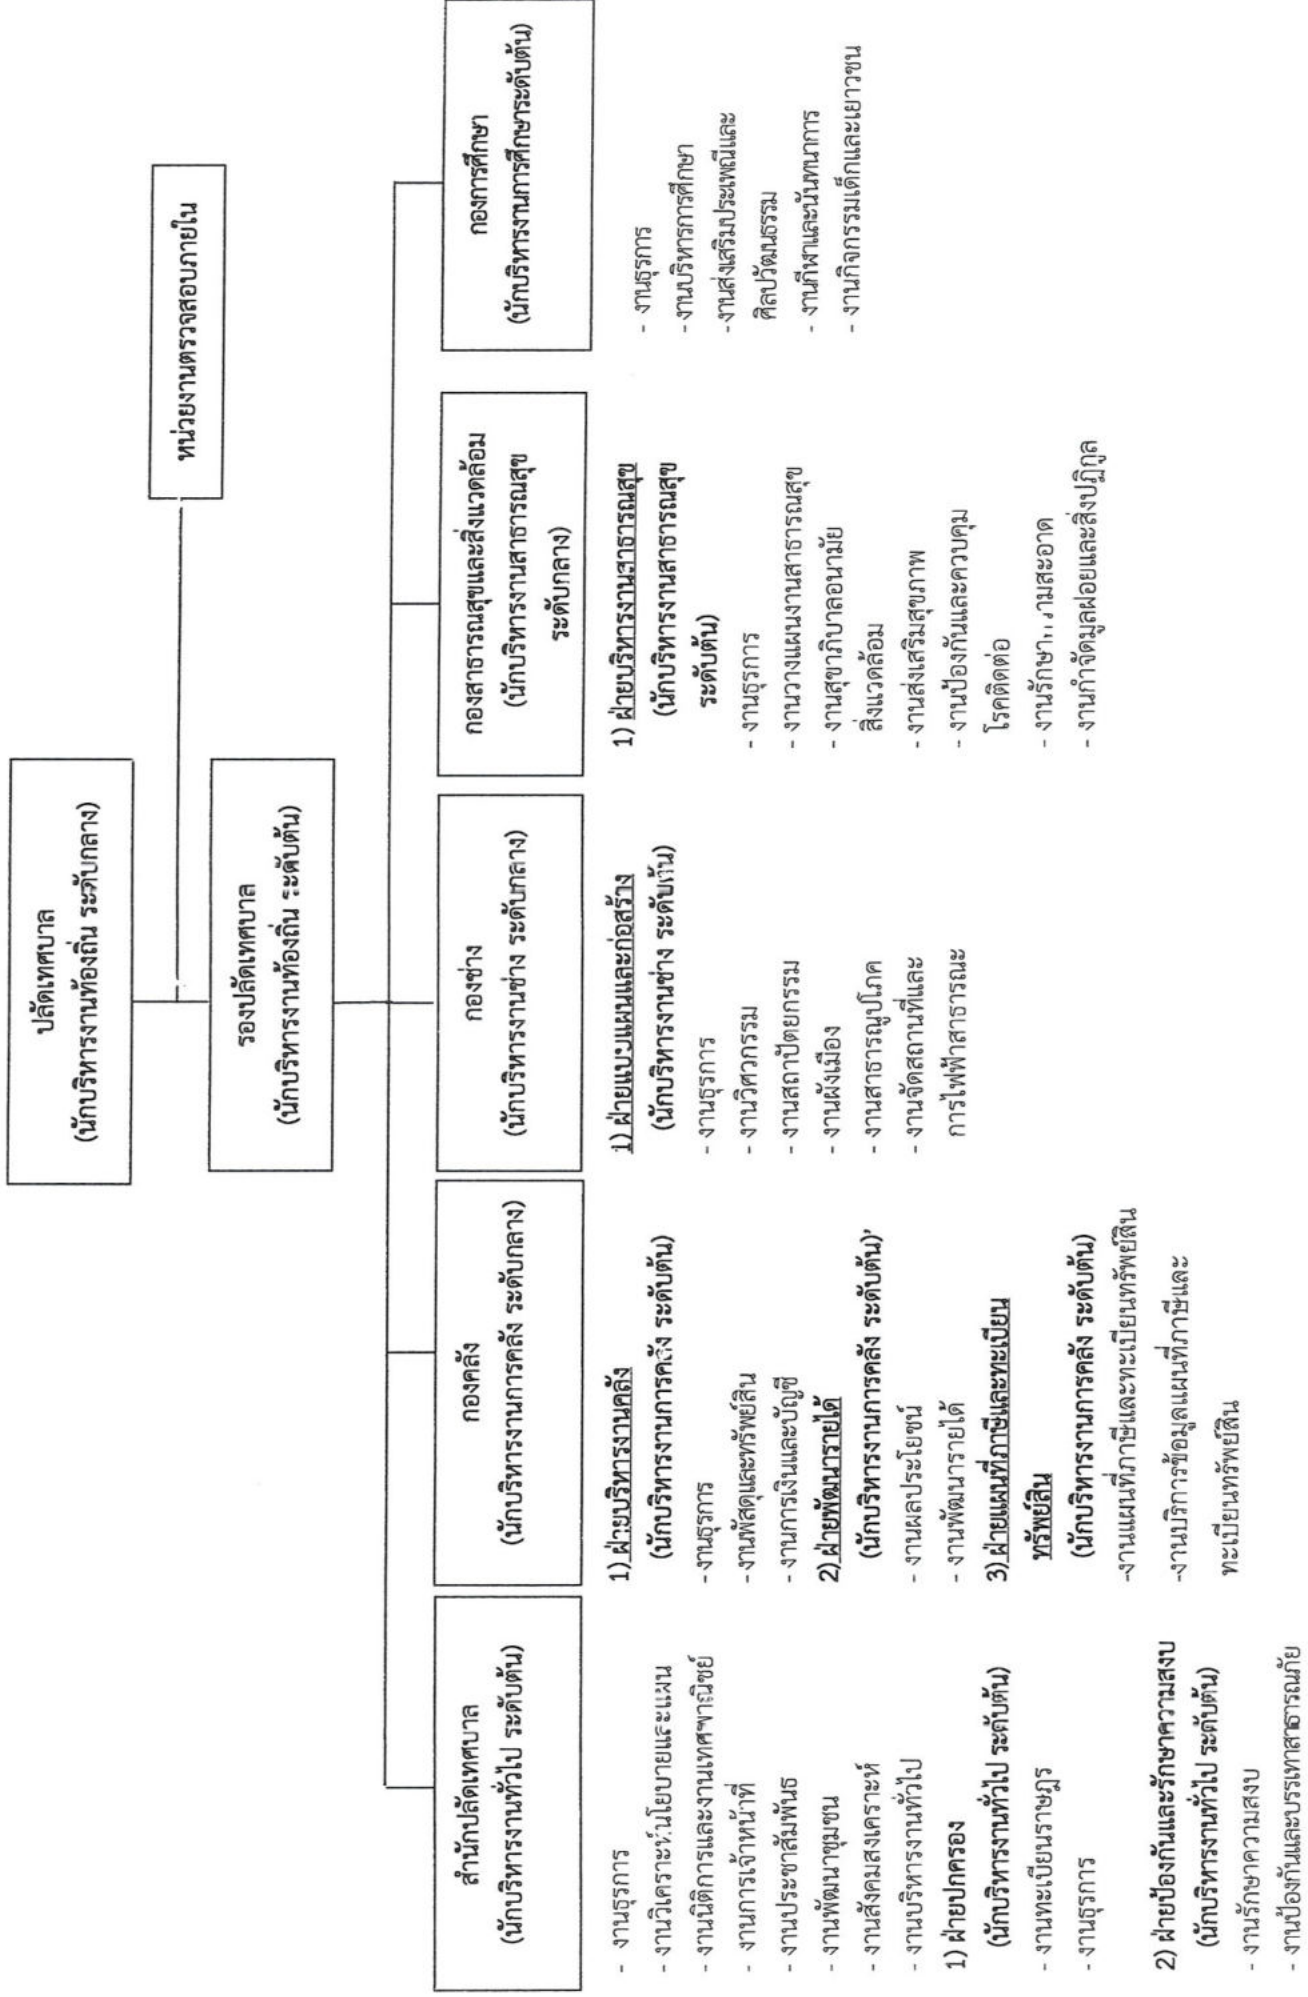 ปลัดเทศบาล
(นักบริหารงานท้องถิ่น ระดับกลาง)
หน่วยงานตรวจสอบภายใน
รองปลัดเทศบาล
(นักบริหารงานท้องถิ่น ระดับต้น)
สำนักปลัดเทศบาล
(นักบริหารงานทั่วไป ระดับต้น)
- งานธุรการ
- งานวิเคราะห์นโยบายและแผน
- งานนิติการและงานเทศพาณิชย์
- งานการเจ้าหน้าที่
- งานประชาสัมพันธ์
- งานพัฒนาชุมชน
- งานสังคมสงเคราะห์
- งานบริหารงานทั่วไป
1) ฝ่ายปกครอง
(นักบริหารงานทั่วไป ระดับต้น)
- งานทะเบียนราษฎร
- งานธุรการ
2) ฝ่ายป้องกันและรักษาความสงบ
(นักบริหารงานทั่วไป ระดับต้น)
- งานรักษาความสงบ
- งานป้องกันและบรรเทาสาธารณภัย
กองคลัง
(นักบริหารงานการคลัง ระดับกลาง)
1) ฝ่ายบริหารงานคลัง
(นักบริหารงานการคลัง ระดับต้น)
- งานธุรการ
- งานพัสดุและทรัพย์สิน
- งานการเงินและบัญชี
2) ฝ่ายพัฒนารายได้
(นักบริหารงานการคลัง ระดับต้น)
- งานผลประโยชน์
- งานพัฒนารายได้
3) ฝ่ายแผนที่ภาษีและทะเบียน
ทรัพย์สิน
(นักบริหารงานการคลัง ระดับต้น)
-งานแผนที่ภาษีและทะเบียนทรัพย์สิน
-งานบริการข้อมูลแผนที่ภาษีและ
ทะเบียนทรัพย์สิน
กองช่าง
(นักบริหารงานช่าง ระดับกลาง)
1) ฝ่ายแบบแผนและก่อสร้าง
(นักบริหารงานช่าง ระดับต้น)
- งานธุรการ
- งานวิศวกรรม
- งานสถาปัตยกรรม
- งานผังเมือง
- งานสาธารณูปโภค
- งานจัดสถานที่และ
การไฟฟ้าสาธารณะ
กองสาธารณสุขและสิ่งแวดล้อม
(นักบริหารงานสาธารณสุข
ระดับกลาง)
1) ฝ่ายบริหารงานสาธารณสุข
(นักบริหารงานสาธารณสุข
ระดับต้น)
- งานธุรการ
- งานวางแผนงานสาธารณสุข
- งานสุขาภิบาลอนามัย
สิ่งแวดล้อม
- งานส่งเสริมสุขภาพ
- งานป้องกันและควบคุม
โรคติดต่อ
- งานรักษาความสะอาด
- งานกำจัดมูลฝอยและสิ่งปฏิกูล
กองการศึกษา
(นักบริหารงานการศึกษาระดับต้น)
- งานธุรการ
- งานบริหารการศึกษา
-งานส่งเสริมประเพณีและ
ศิลปวัฒนธรรม
- งานกีฬาและนันทนาการ
- งานกิจกรรมเด็กและเยาวชน